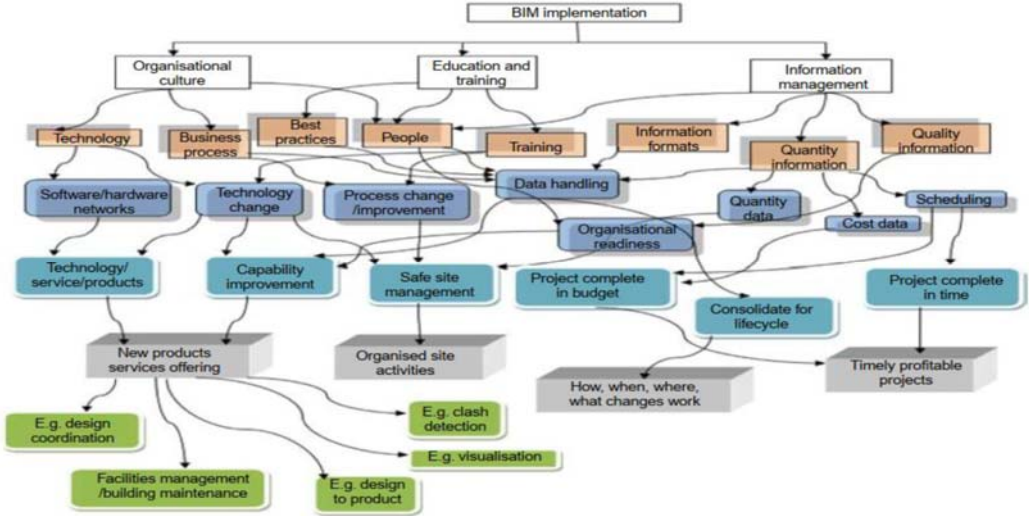 BIM implementation
Organisational
culture
Education and
training
Information
management
Technology
Business
process
Best
practices
People
Training
Information
formats
Quantity
information
Quality
information
Software/hardware
networks
Technology
change
Process change
/improvement
Data handling
Organisational
readiness
Quantity
data
Cost data
Scheduling
Technology/
service/products
Capability
improvement
Safe site
management
Project complete
in budget
Consolidate for
lifecycle
Project complete
in time
New products
services offering
Organised site
activities
How, when, where,
what changes work
Timely profitable
projects
E.g. design
coordination
Facilities management
/building maintenance
E.g. design
to product
E.g. visualisation
E.g. clash
detection